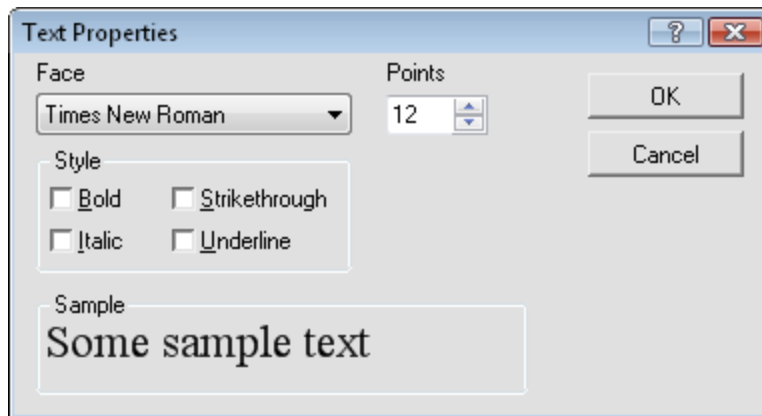 Text Properties
Face
Points
Times New Roman
12
OK
Cancel
Style
Bold
Strikethrough
Italic
Underline
Sample
Some sample text